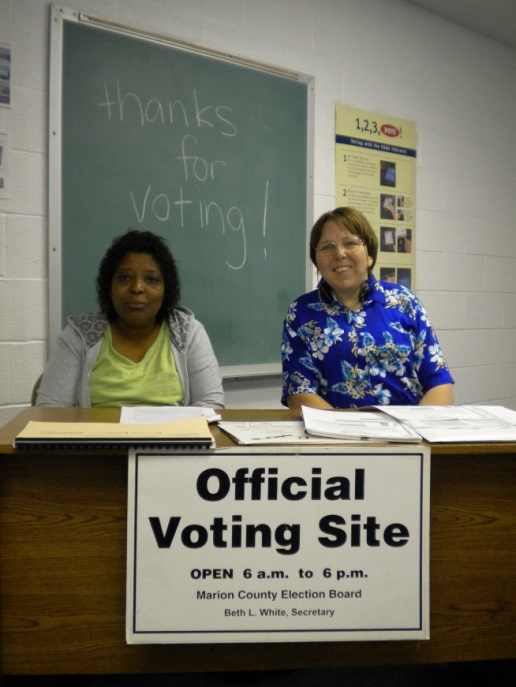 thanks
for
voting!
1,2,3, VOTE!
Official
Voting Site
OPEN 6 a.m. to 6 p.m.
Marion County Election Board
Beth L. White, Secretary